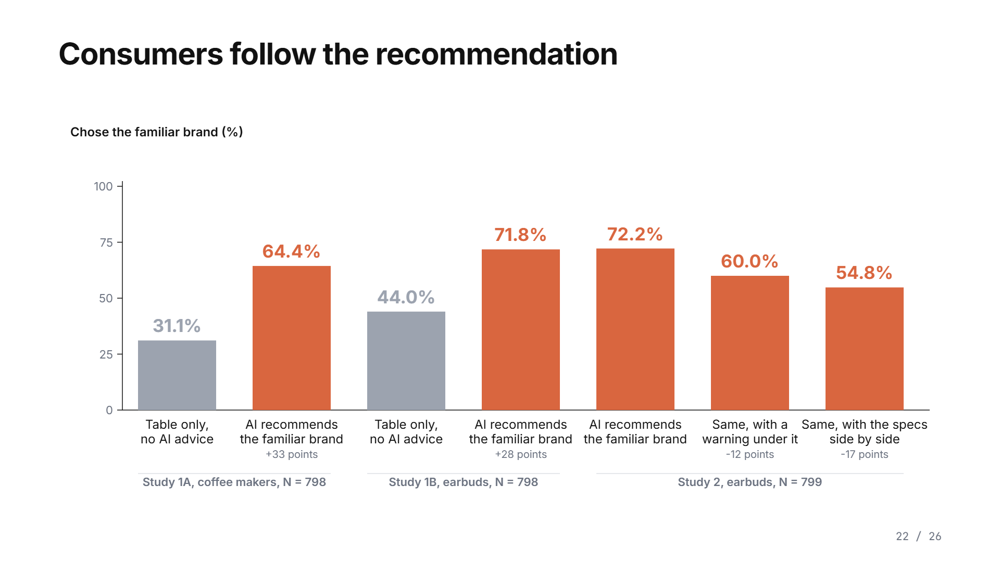 Consumers follow the recommendation
Chose the familiar brand (%)
100
75
50
25
0
31.1%
64.4%
44.0%
71.8%
72.2%
60.0%
54.8%
Table only,
no AI advice
AI recommends
the familiar brand
+33 points
Table only,
no AI advice
AI recommends
the familiar brand
+28 points
AI recommends
the familiar brand
Same, with a
warning under it
-12 points
Same, with the specs
side by side
-17 points
Study 1A, coffee makers, N = 798
Study 1B, earbuds, N = 798
Study 2, earbuds, N = 799
22 / 26